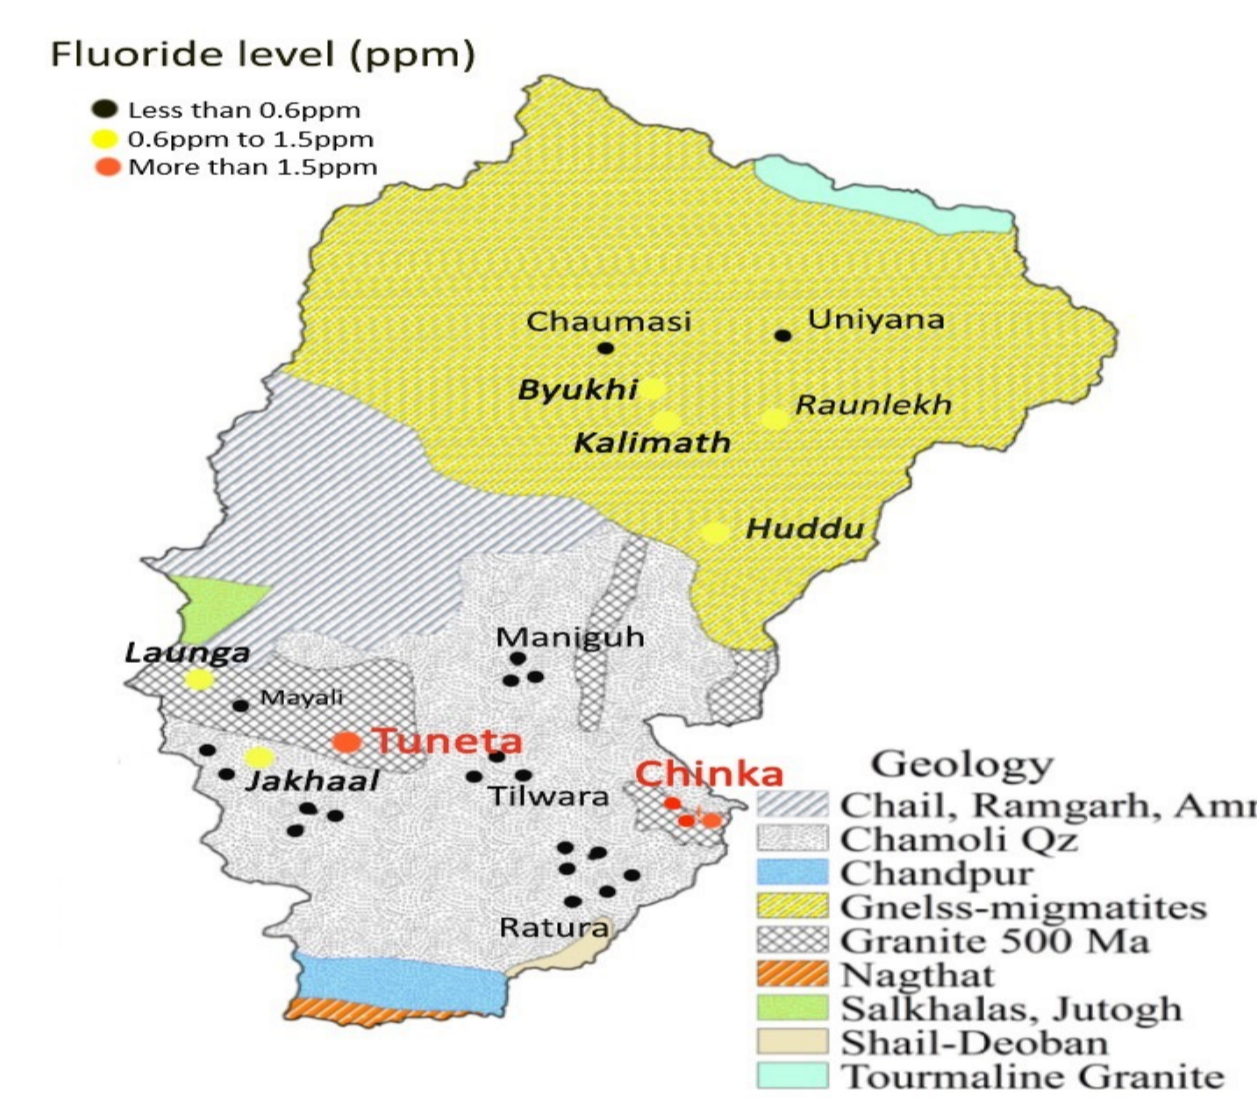 Fluoride level (ppm)
Less than 0.6ppm
0.6ppm to 1.5ppm
More than 1.5ppm
Chaumasi
Uniyana
Byukhi
Raunlekh
Kalimath
Huddu
Maniguh
Launga
Mayali
Tuneta
Chinka
Jakhaal
Tilwara
Ratura
Geology
Chail, Ramgarh, Amr
Chamoli Qz
Chandpur
Gnelss-migmatites
Granite 500 Ma
Nagthat
Salkhalas, Jutogh
Shail-Deoban
Tourmaline Granite